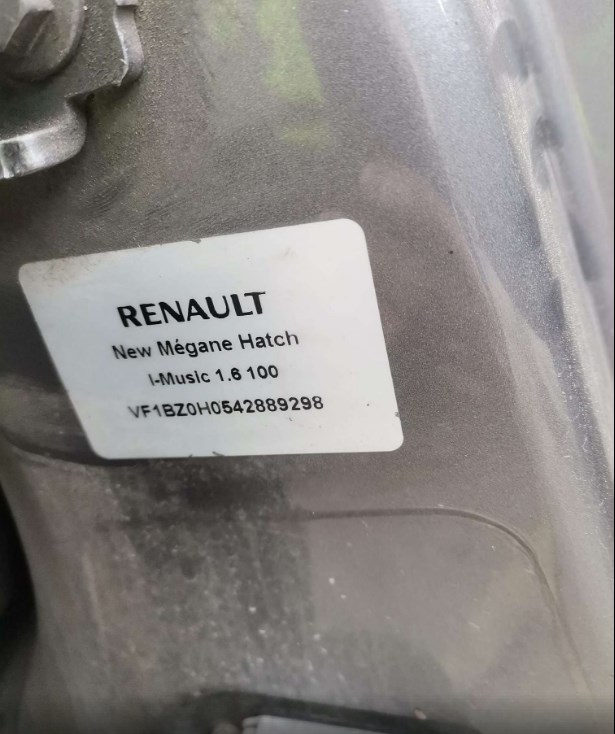 RENAULT
New Mégane Hatch
I-Music 1.6 100
VF1BZ0H0542889298